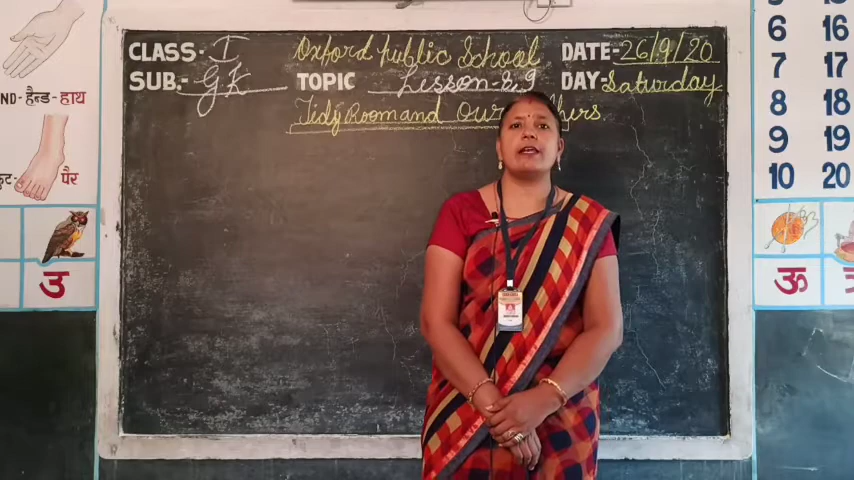 CLASS- I Oxford public School DATE- 26/9/20
SUB.- GK TOPIC Lesson-8,9 DAY- Saturday
Tidy Room and Our
ND-हैन्ड-हाथ
पैर
उ
6 16
7 17
8 18
9 19
10 20
ऊ